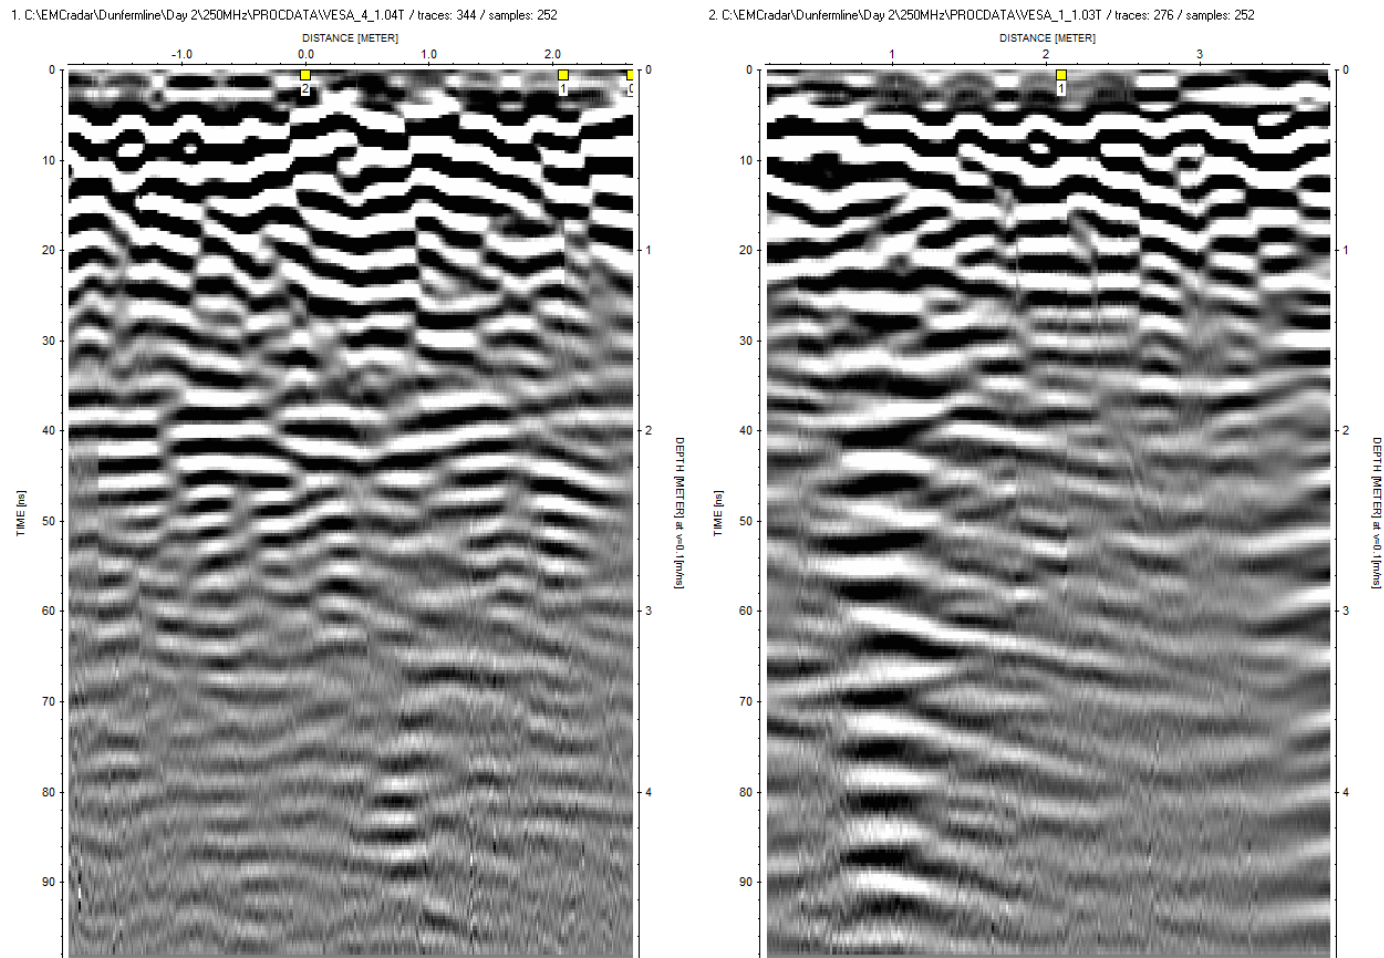 1. C:\EMCradar\Dunfermline\Day 2\250MHz\PROCDATA\VESA_4_1.04T / traces: 344 / samples: 252
DISTANCE [METER]
-1.0 0.0 1.0 2.0
2 1
0 0
10
20 1
30
40 2
50
60 3
70
80 4
90
TIME [ns]
DEPTH [METER] at v=0.1[m/ns]
2. C:\EMCradar\Dunfermline\Day 2\250MHz\PROCDATA\VESA_1_1.03T / traces: 276 / samples: 252
DISTANCE [METER]
1 2 3
1
0 0
10
20 1
30
40 2
50
60 3
70
80 4
90
TIME [ns]
DEPTH [METER] at v=0.1[m/ns]